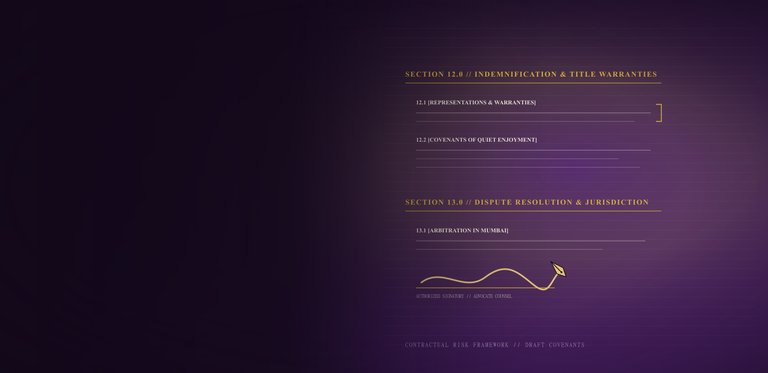 SECTION 12.0 // INDEMNIFICATION & TITLE WARRANTIES
12.1 [REPRESENTATIONS & WARRANTIES]
12.2 [COVENANTS OF QUIET ENJOYMENT]
SECTION 13.0 // DISPUTE RESOLUTION & JURISDICTION
13.1 [ARBITRATION IN MUMBAI]
AUTHORIZED SIGNATORY // ADVOCATE COUNSEL
CONTRACTUAL RISK FRAMEWORK // DRAFT COVENANTS